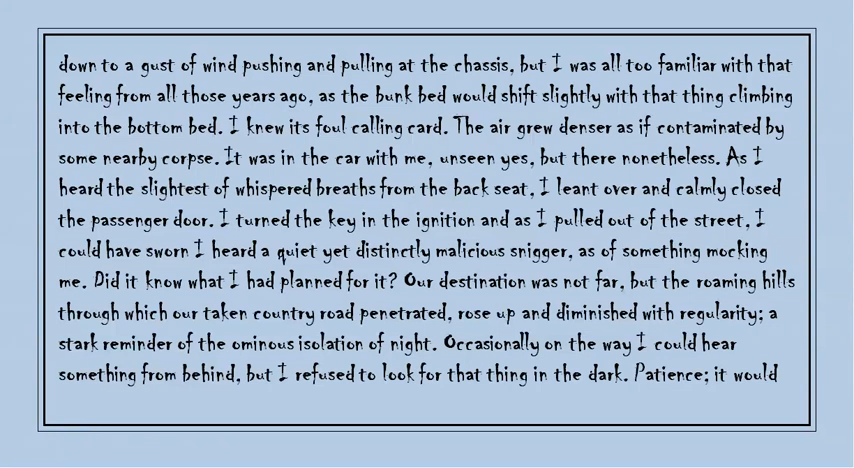 down to a gust of wind pushing and pulling at the chassis, but I was all too familiar with that
feeling from all those years ago, as the bunk bed would shift slightly with that thing climbing
into the bottom bed. I knew its foul calling card. The air grew denser as if contaminated by
some nearby corpse. It was in the car with me, unseen yes, but there nonetheless. As I
heard the slightest of whispered breaths from the back seat, I leant over and calmly closed
the passenger door. I turned the key in the ignition and as I pulled out of the street, I
could have sworn I heard a quiet yet distinctly malicious snigger, as of something mocking
me. Did it know what I had planned for it? Our destination was not far, but the roaming hills
through which our taken country road penetrated, rose up and diminished with regularity; a
stark reminder of the ominous isolation of night. Occasionally on the way I could hear
something from behind, but I refused to look for that thing in the dark. Patience; it would